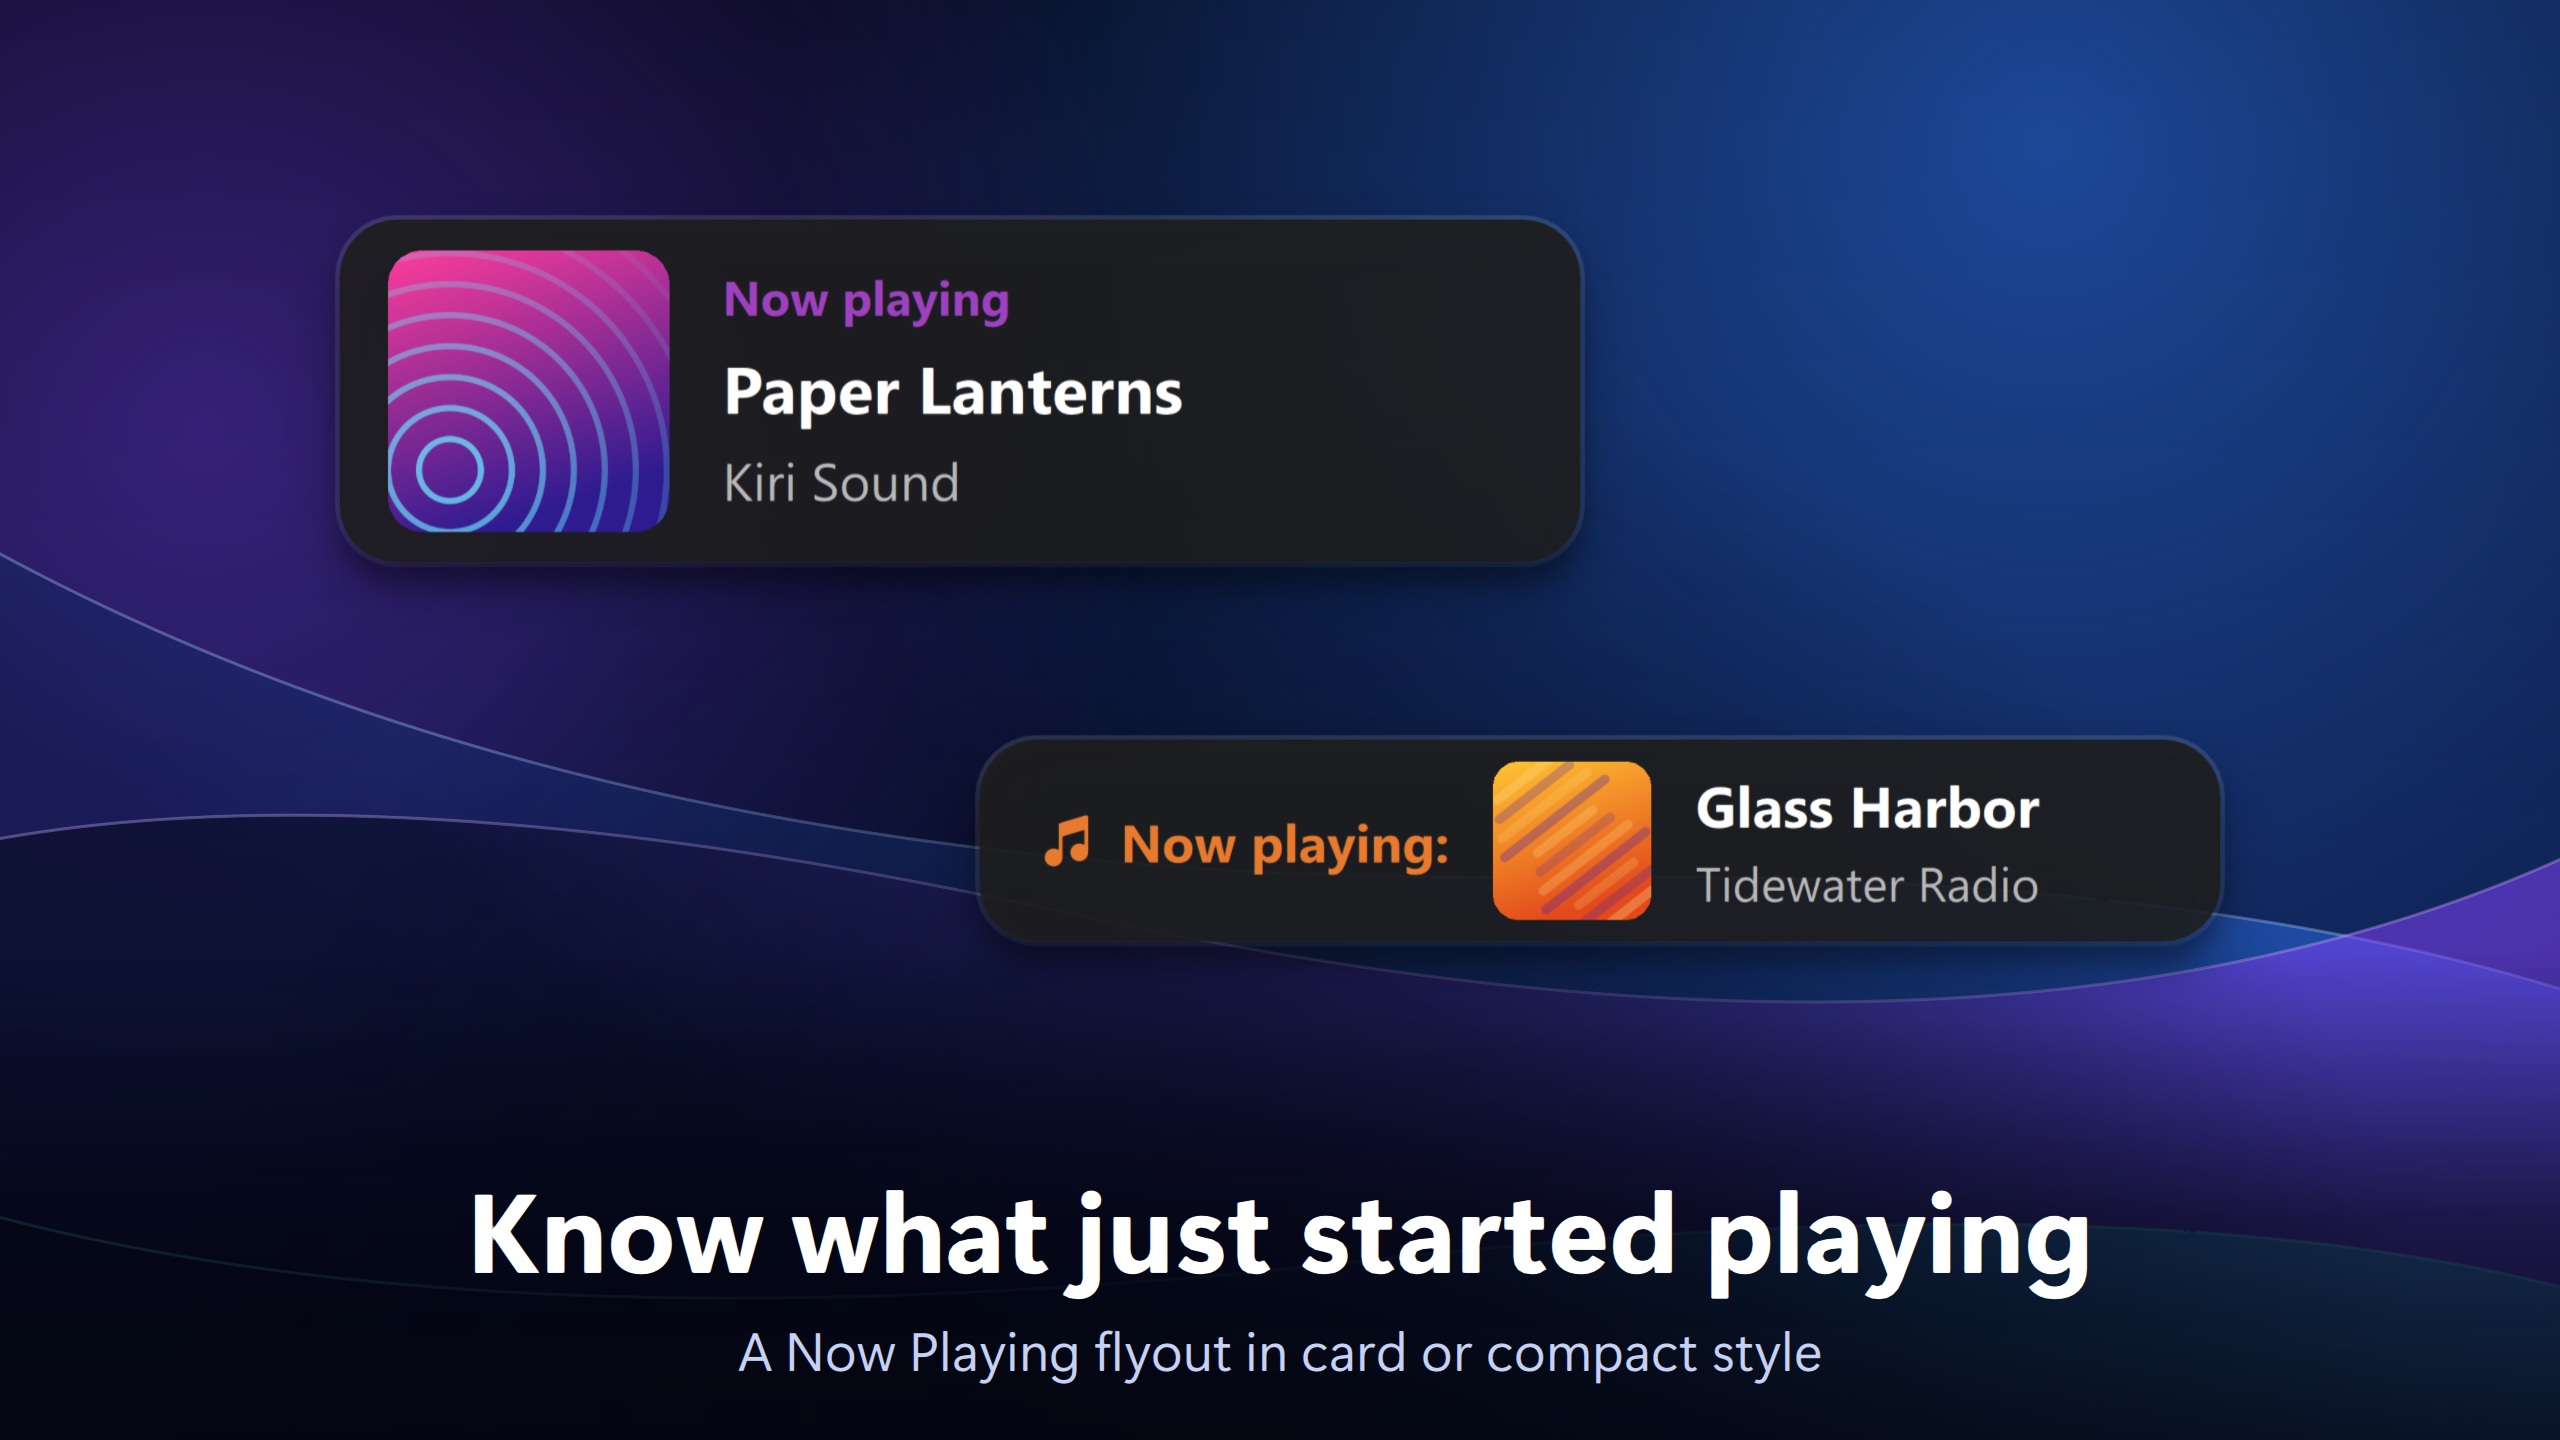 Now playing
Paper Lanterns
Kiri Sound
Now playing:
Glass Harbor
Tidewater Radio
Know what just started playing
A Now Playing flyout in card or compact style